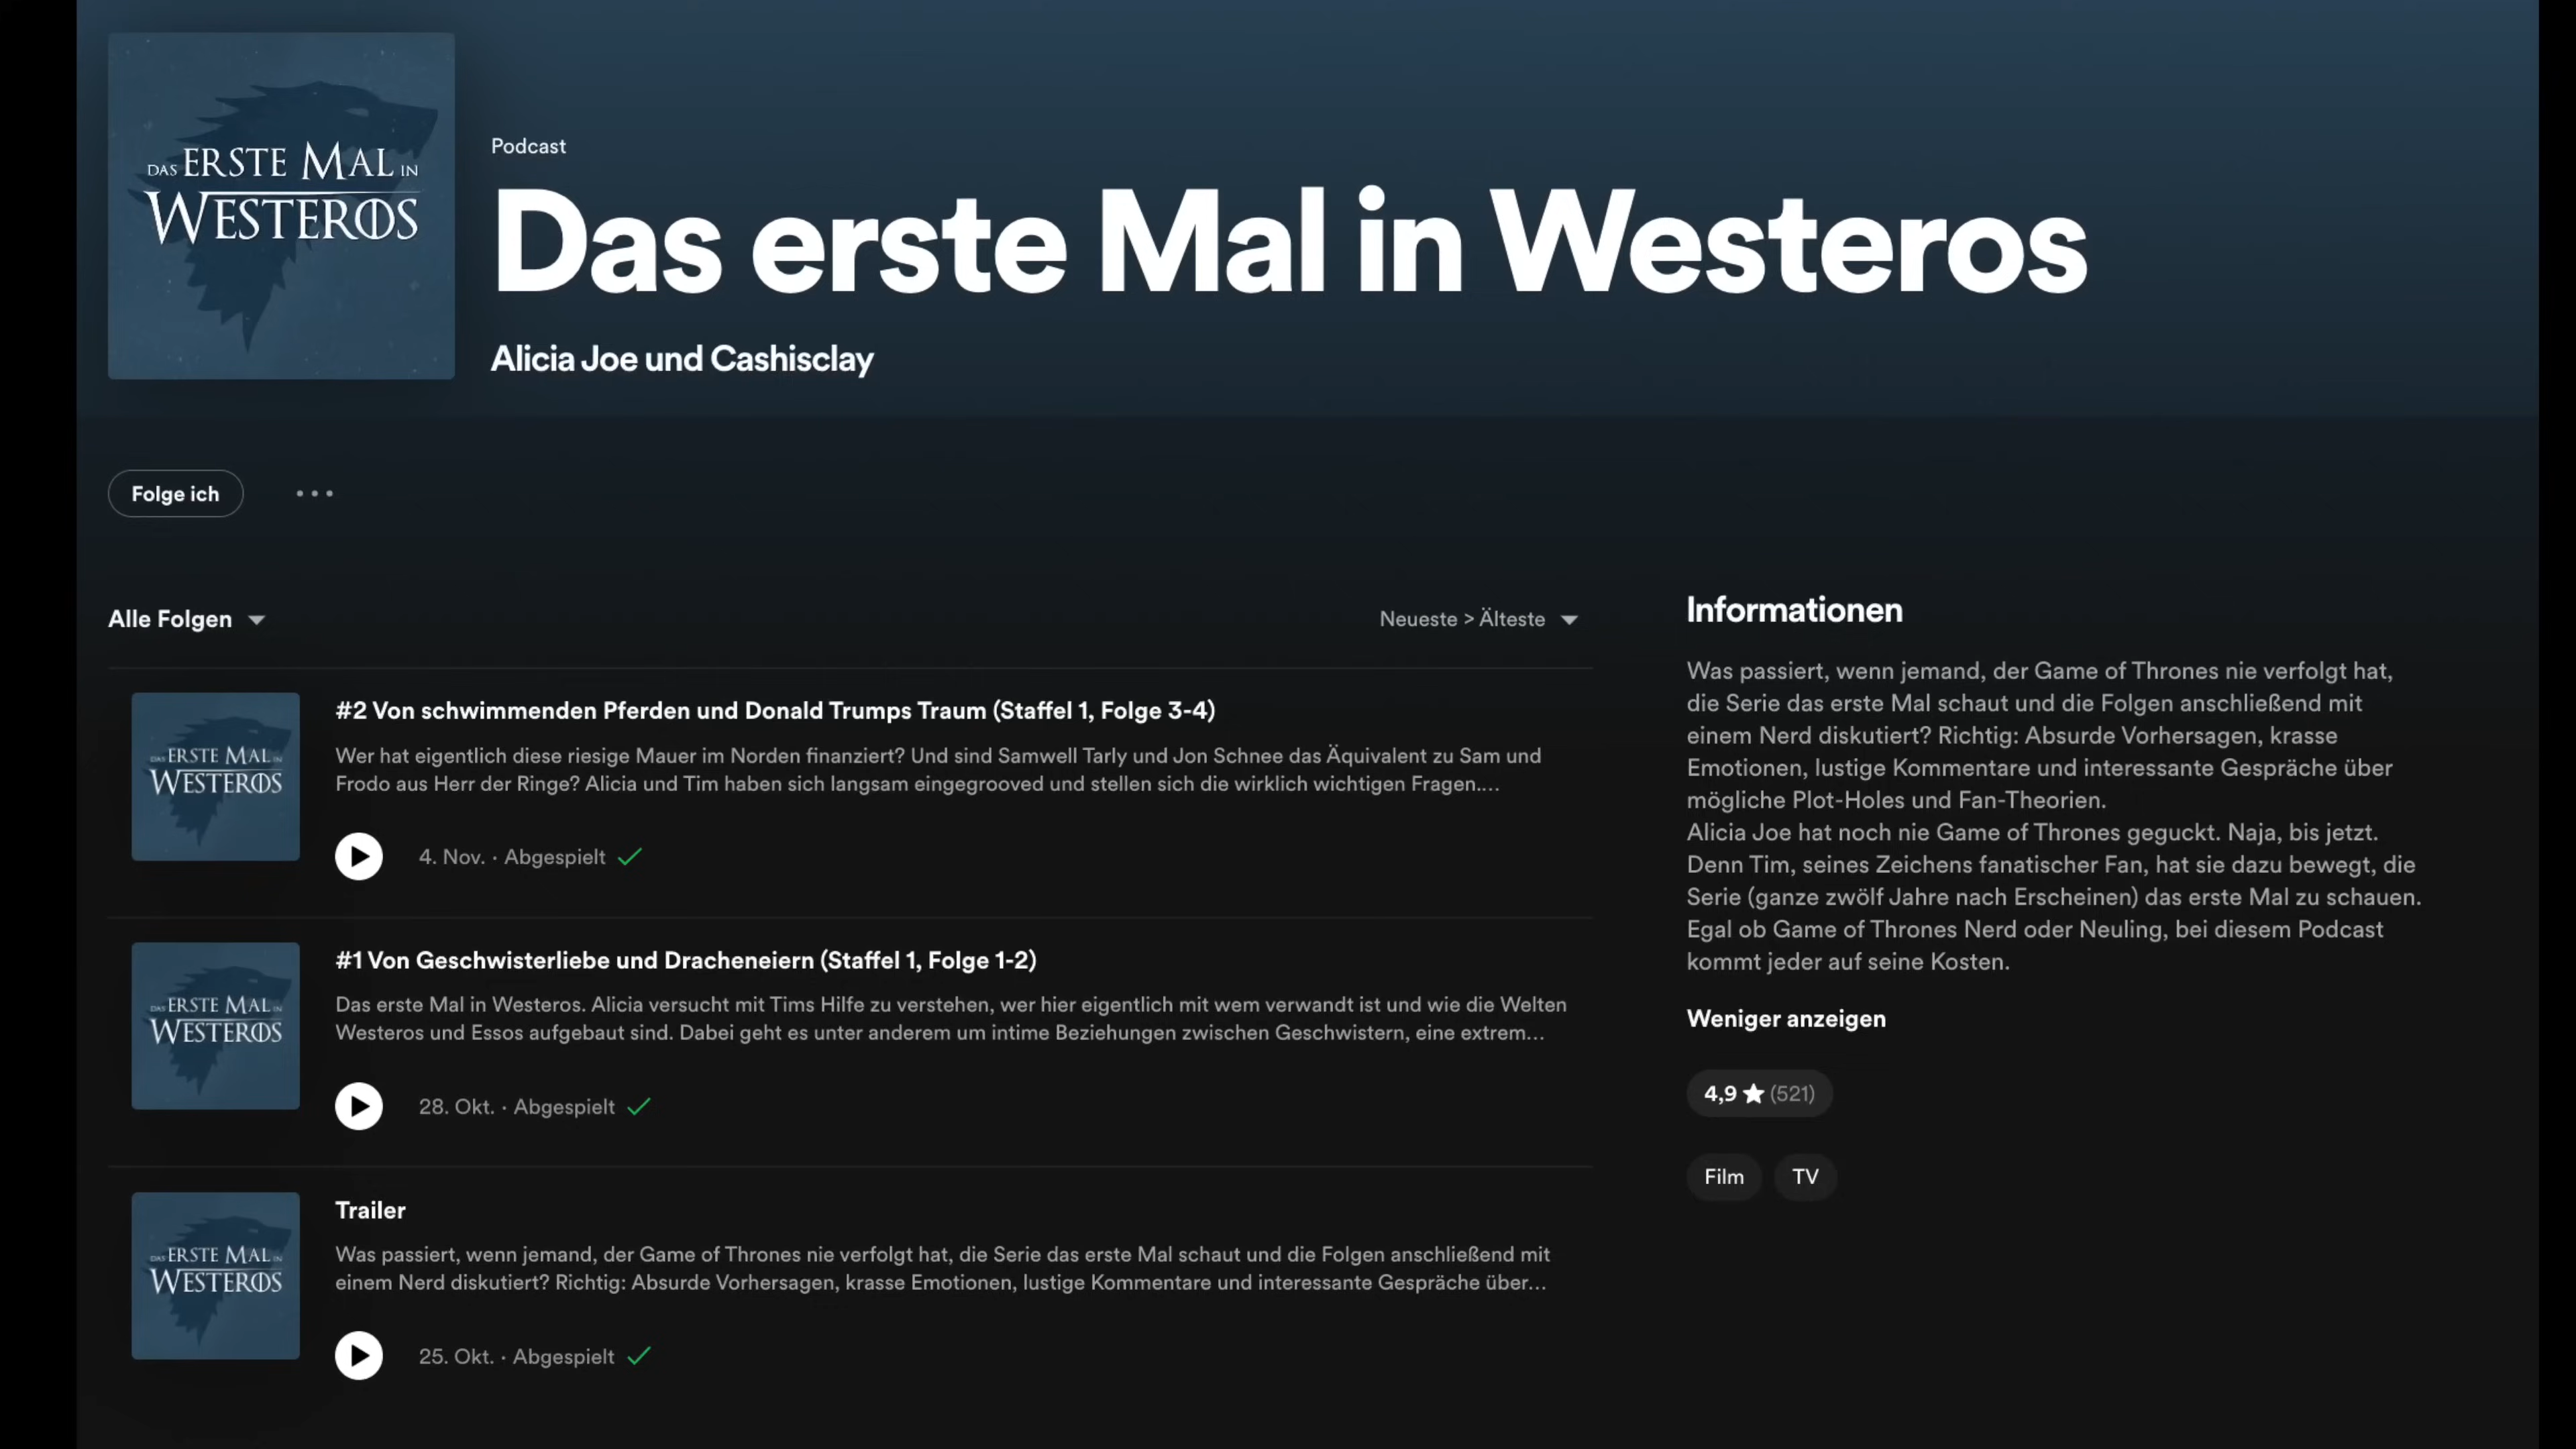 DAS ERSTE MAL IN
WESTEROS
Podcast
Das erste Mal in Westeros
Alicia Joe und Cashisclay
Folge ich
Alle Folgen
Neueste > Älteste
#2 Von schwimmenden Pferden und Donald Trumps Traum (Staffel 1, Folge 3-4)
DAS ERSTE MAL IN
WESTEROS
Wer hat eigentlich diese riesige Mauer im Norden finanziert? Und sind Samwell Tarly und Jon Schnee das Äquivalent zu Sam und
Frodo aus Herr der Ringe? Alicia und Tim haben sich langsam eingegrooved und stellen sich die wirklich wichtigen Fragen....
4. Nov. · Abgespielt
#1 Von Geschwisterliebe und Dracheneiern (Staffel 1, Folge 1-2)
DAS ERSTE MAL IN
WESTEROS
Das erste Mal in Westeros. Alicia versucht mit Tims Hilfe zu verstehen, wer hier eigentlich mit wem verwandt ist und wie die Welten
Westeros und Essos aufgebaut sind. Dabei geht es unter anderem um intime Beziehungen zwischen Geschwistern, eine extrem...
28. Okt. · Abgespielt
Trailer
DAS ERSTE MAL IN
WESTEROS
Was passiert, wenn jemand, der Game of Thrones nie verfolgt hat, die Serie das erste Mal schaut und die Folgen anschließend mit
einem Nerd diskutiert? Richtig: Absurde Vorhersagen, krasse Emotionen, lustige Kommentare und interessante Gespräche über...
25. Okt. · Abgespielt
Informationen
Was passiert, wenn jemand, der Game of Thrones nie verfolgt hat,
die Serie das erste Mal schaut und die Folgen anschließend mit
einem Nerd diskutiert? Richtig: Absurde Vorhersagen, krasse
Emotionen, lustige Kommentare und interessante Gespräche über
mögliche Plot-Holes und Fan-Theorien.
Alicia Joe hat noch nie Game of Thrones geguckt. Naja, bis jetzt.
Denn Tim, seines Zeichens fanatischer Fan, hat sie dazu bewegt, die
Serie (ganze zwölf Jahre nach Erscheinen) das erste Mal zu schauen.
Egal ob Game of Thrones Nerd oder Neuling, bei diesem Podcast
kommt jeder auf seine Kosten.
Weniger anzeigen
4,9 ★ (521)
Film
TV